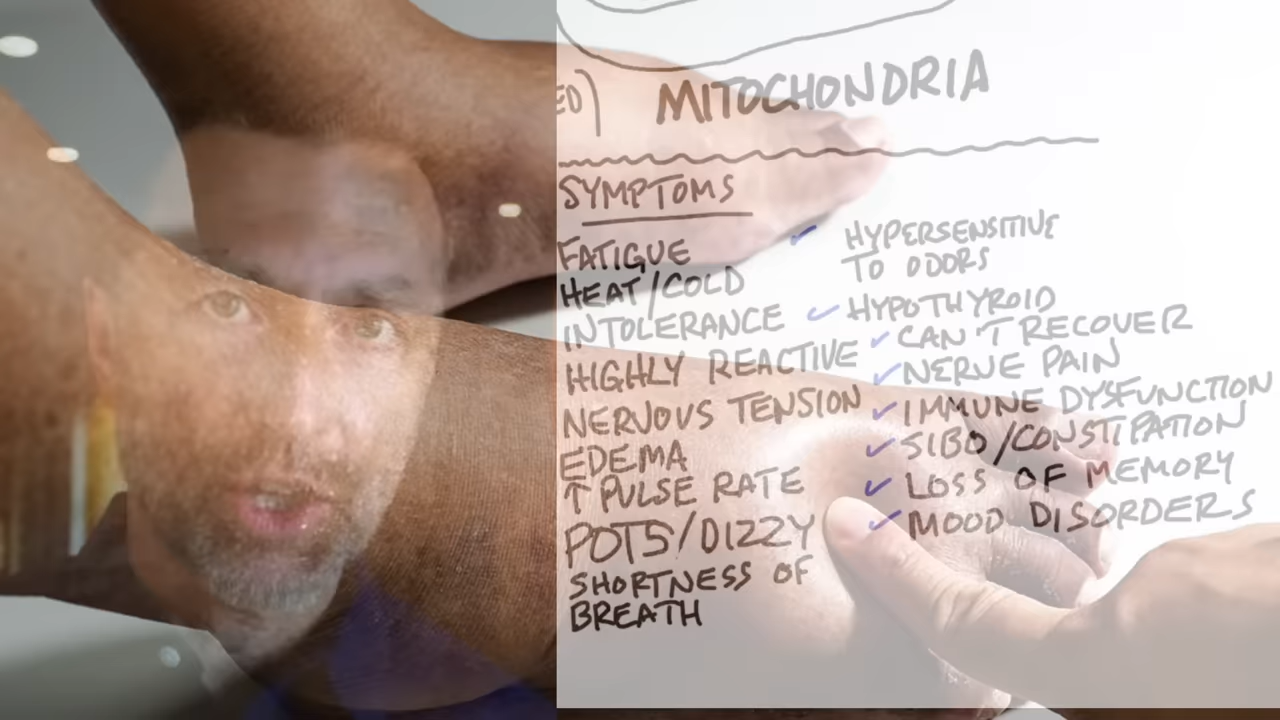 ED) MITOCHONDRIA
SYMPTOMS
FATIGUE
HEAT/COLD
INTOLERANCE
HIGHLY REACTIVE
NERVOUS TENSION
EDEMA
↑ PULSE RATE
POTS/DIZZY
SHORTNESS OF
BREATH
✓ HYPERSENSITIVE
TO ODORS
✓ HYPOTHYROID
✓ CAN'T RECOVER
✓ NERVE PAIN
✓ IMMUNE DYSFUNCTION
✓ SIBO/CONSTIPATION
✓ LOSS OF MEMORY
✓ MOOD DISORDERS